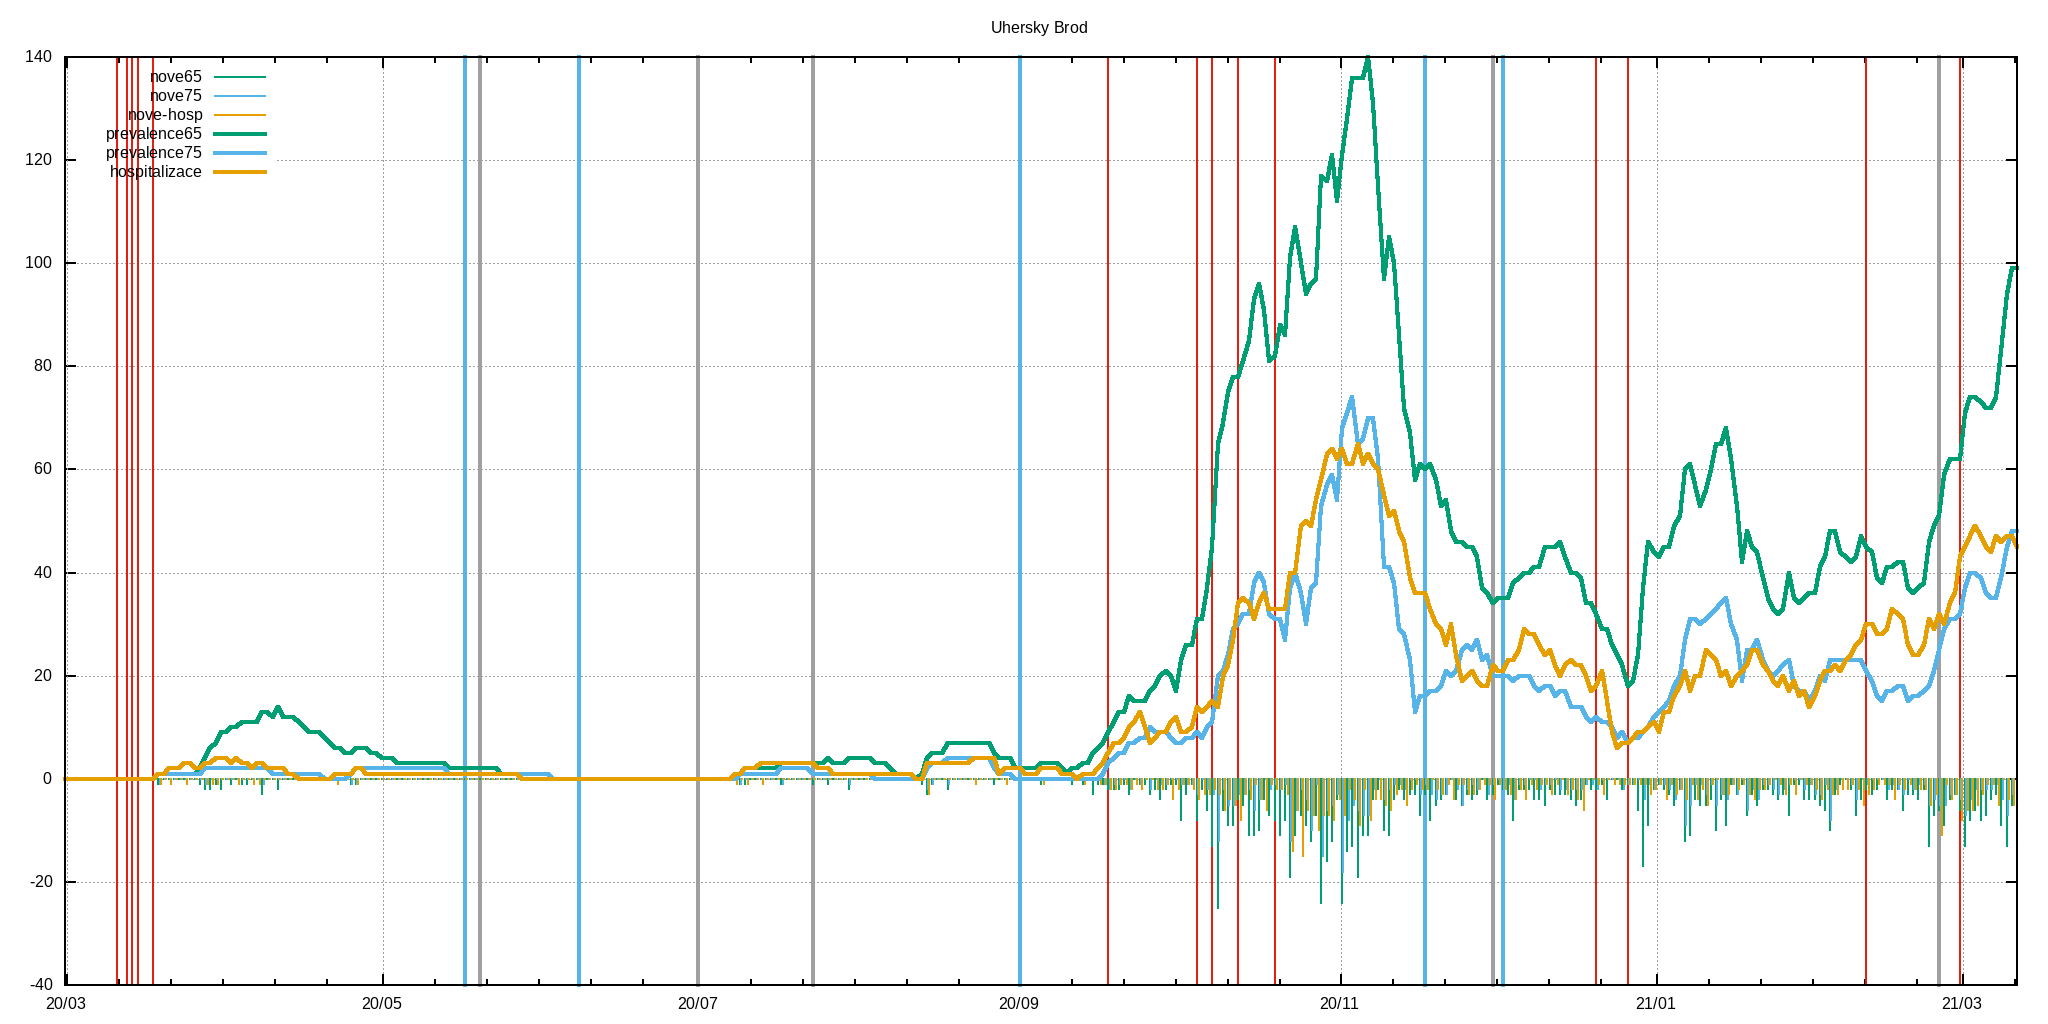 Uhersky Brod
140
120
100
80
60
40
20
0
-20
-40
nove65
nove75
nove-hosp
prevalence65
prevalence75
hospitalizace
20/03 20/05 20/07 20/09 20/11 21/01 21/03